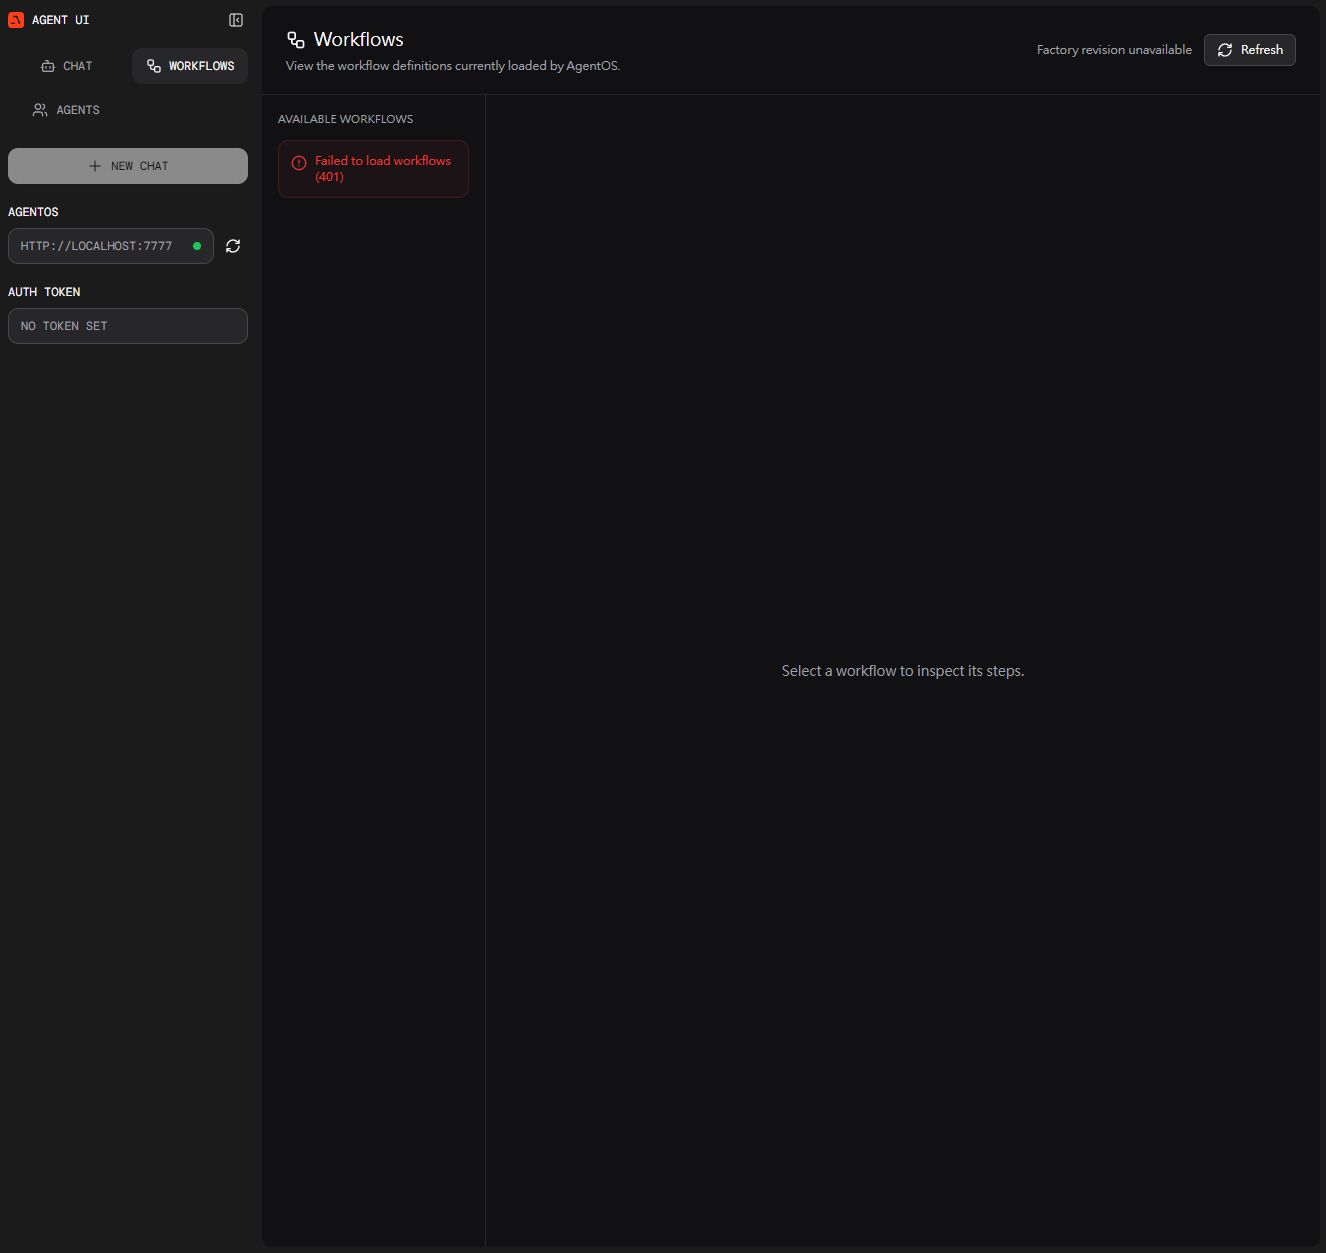 AGENT UI
CHAT
WORKFLOWS
AGENTS
NEW CHAT
AGENTOS
HTTP://LOCALHOST:7777
AUTH TOKEN
NO TOKEN SET
Workflows
View the workflow definitions currently loaded by AgentOS.
Factory revision unavailable
Refresh
AVAILABLE WORKFLOWS
Failed to load workflows
(401)
Select a workflow to inspect its steps.